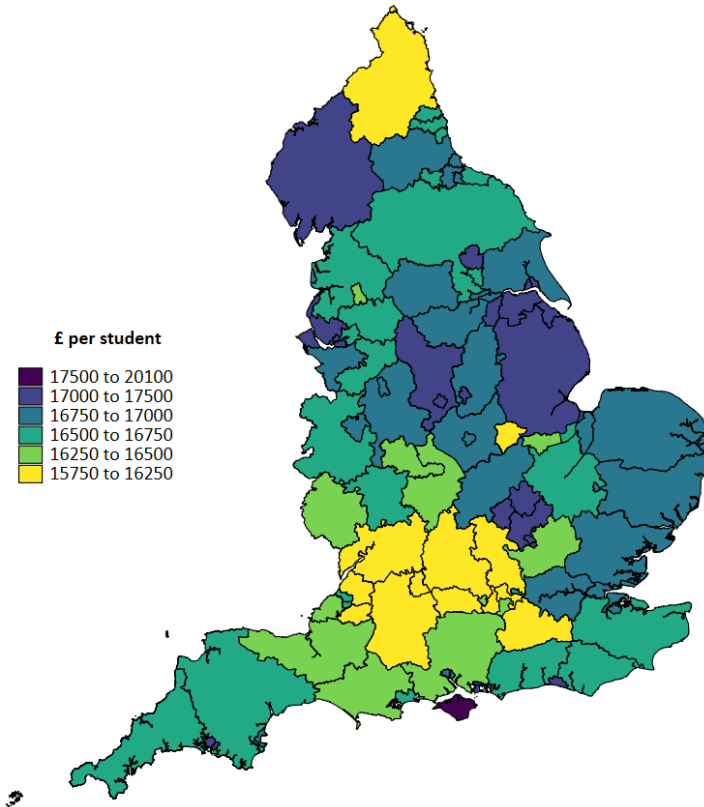 £ per student
17500 to 20100
17000 to 17500
16750 to 17000
16500 to 16750
16250 to 16500
15750 to 16250